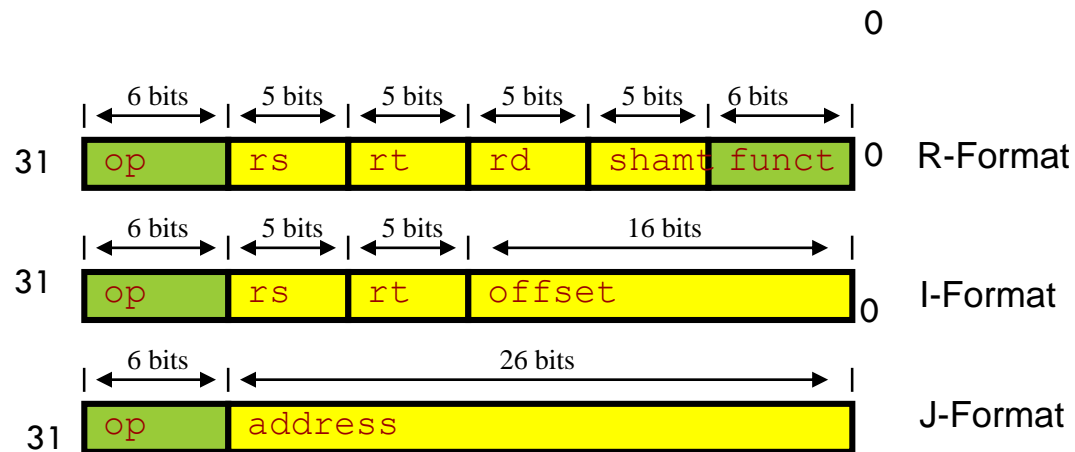 0
6 bits 5 bits 5 bits 5 bits 5 bits 6 bits
31 op rs rt rd shamt funct 0 R-Format
6 bits 5 bits 5 bits 16 bits
31 op rs rt offset 0 I-Format
6 bits 26 bits
31 op address J-Format